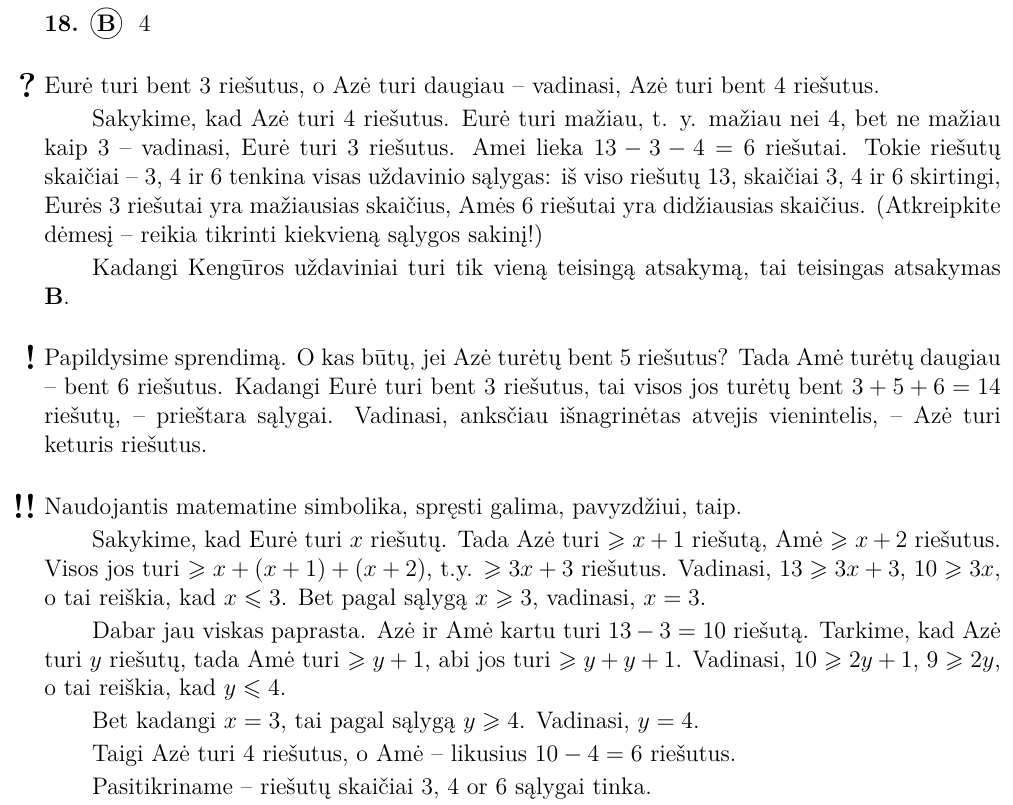 18. B 4
? Eurė turi bent 3 riešutus, o Azė turi daugiau – vadinasi, Azė turi bent 4 riešutus.
Sakykime, kad Azė turi 4 riešutus. Eurė turi mažiau, t. y. mažiau nei 4, bet ne mažiau
kaip 3 – vadinasi, Eurė turi 3 riešutus. Amei lieka 13 − 3 − 4 = 6 riešutai. Tokie riešutų
skaičiai – 3, 4 ir 6 tenkina visas uždavinio sąlygas: iš viso riešutų 13, skaičiai 3, 4 ir 6 skirtingi,
Eurės 3 riešutai yra mažiausias skaičius, Amės 6 riešutai yra didžiausias skaičius. (Atkreipkite
dėmesį – reikia tikrinti kiekvieną sąlygos sakinį!)
Kadangi Kengūros uždaviniai turi tik vieną teisingą atsakymą, tai teisingas atsakymas
B.
! Papildysime sprendimą. O kas būtų, jei Azė turėtų bent 5 riešutus? Tada Amė turėtų daugiau
– bent 6 riešutus. Kadangi Eurė turi bent 3 riešutus, tai visos jos turėtų bent 3 + 5 + 6 = 14
riešutų, – prieštara sąlygai. Vadinasi, anksčiau išnagrinėtas atvejis vienintelis, – Azė turi
keturis riešutus.
!! Naudojantis matematine simbolika, spręsti galima, pavyzdžiui, taip.
Sakykime, kad Eurė turi x riešutų. Tada Azė turi ⩾ x + 1 riešutą, Amė ⩾ x + 2 riešutus.
Visos jos turi ⩾ x + (x + 1) + (x + 2), t.y. ⩾ 3x + 3 riešutus. Vadinasi, 13 ⩾ 3x + 3, 10 ⩾ 3x,
o tai reiškia, kad x ⩽ 3. Bet pagal sąlygą x ⩾ 3, vadinasi, x = 3.
Dabar jau viskas paprasta. Azė ir Amė kartu turi 13 − 3 = 10 riešutą. Tarkime, kad Azė
turi y riešutų, tada Amė turi ⩾ y + 1, abi jos turi ⩾ y + y + 1. Vadinasi, 10 ⩾ 2y + 1, 9 ⩾ 2y,
o tai reiškia, kad y ⩽ 4.
Bet kadangi x = 3, tai pagal sąlygą y ⩾ 4. Vadinasi, y = 4.
Taigi Azė turi 4 riešutus, o Amė – likusius 10 − 4 = 6 riešutus.
Pasitikriname – riešutų skaičiai 3, 4 or 6 sąlygai tinka.